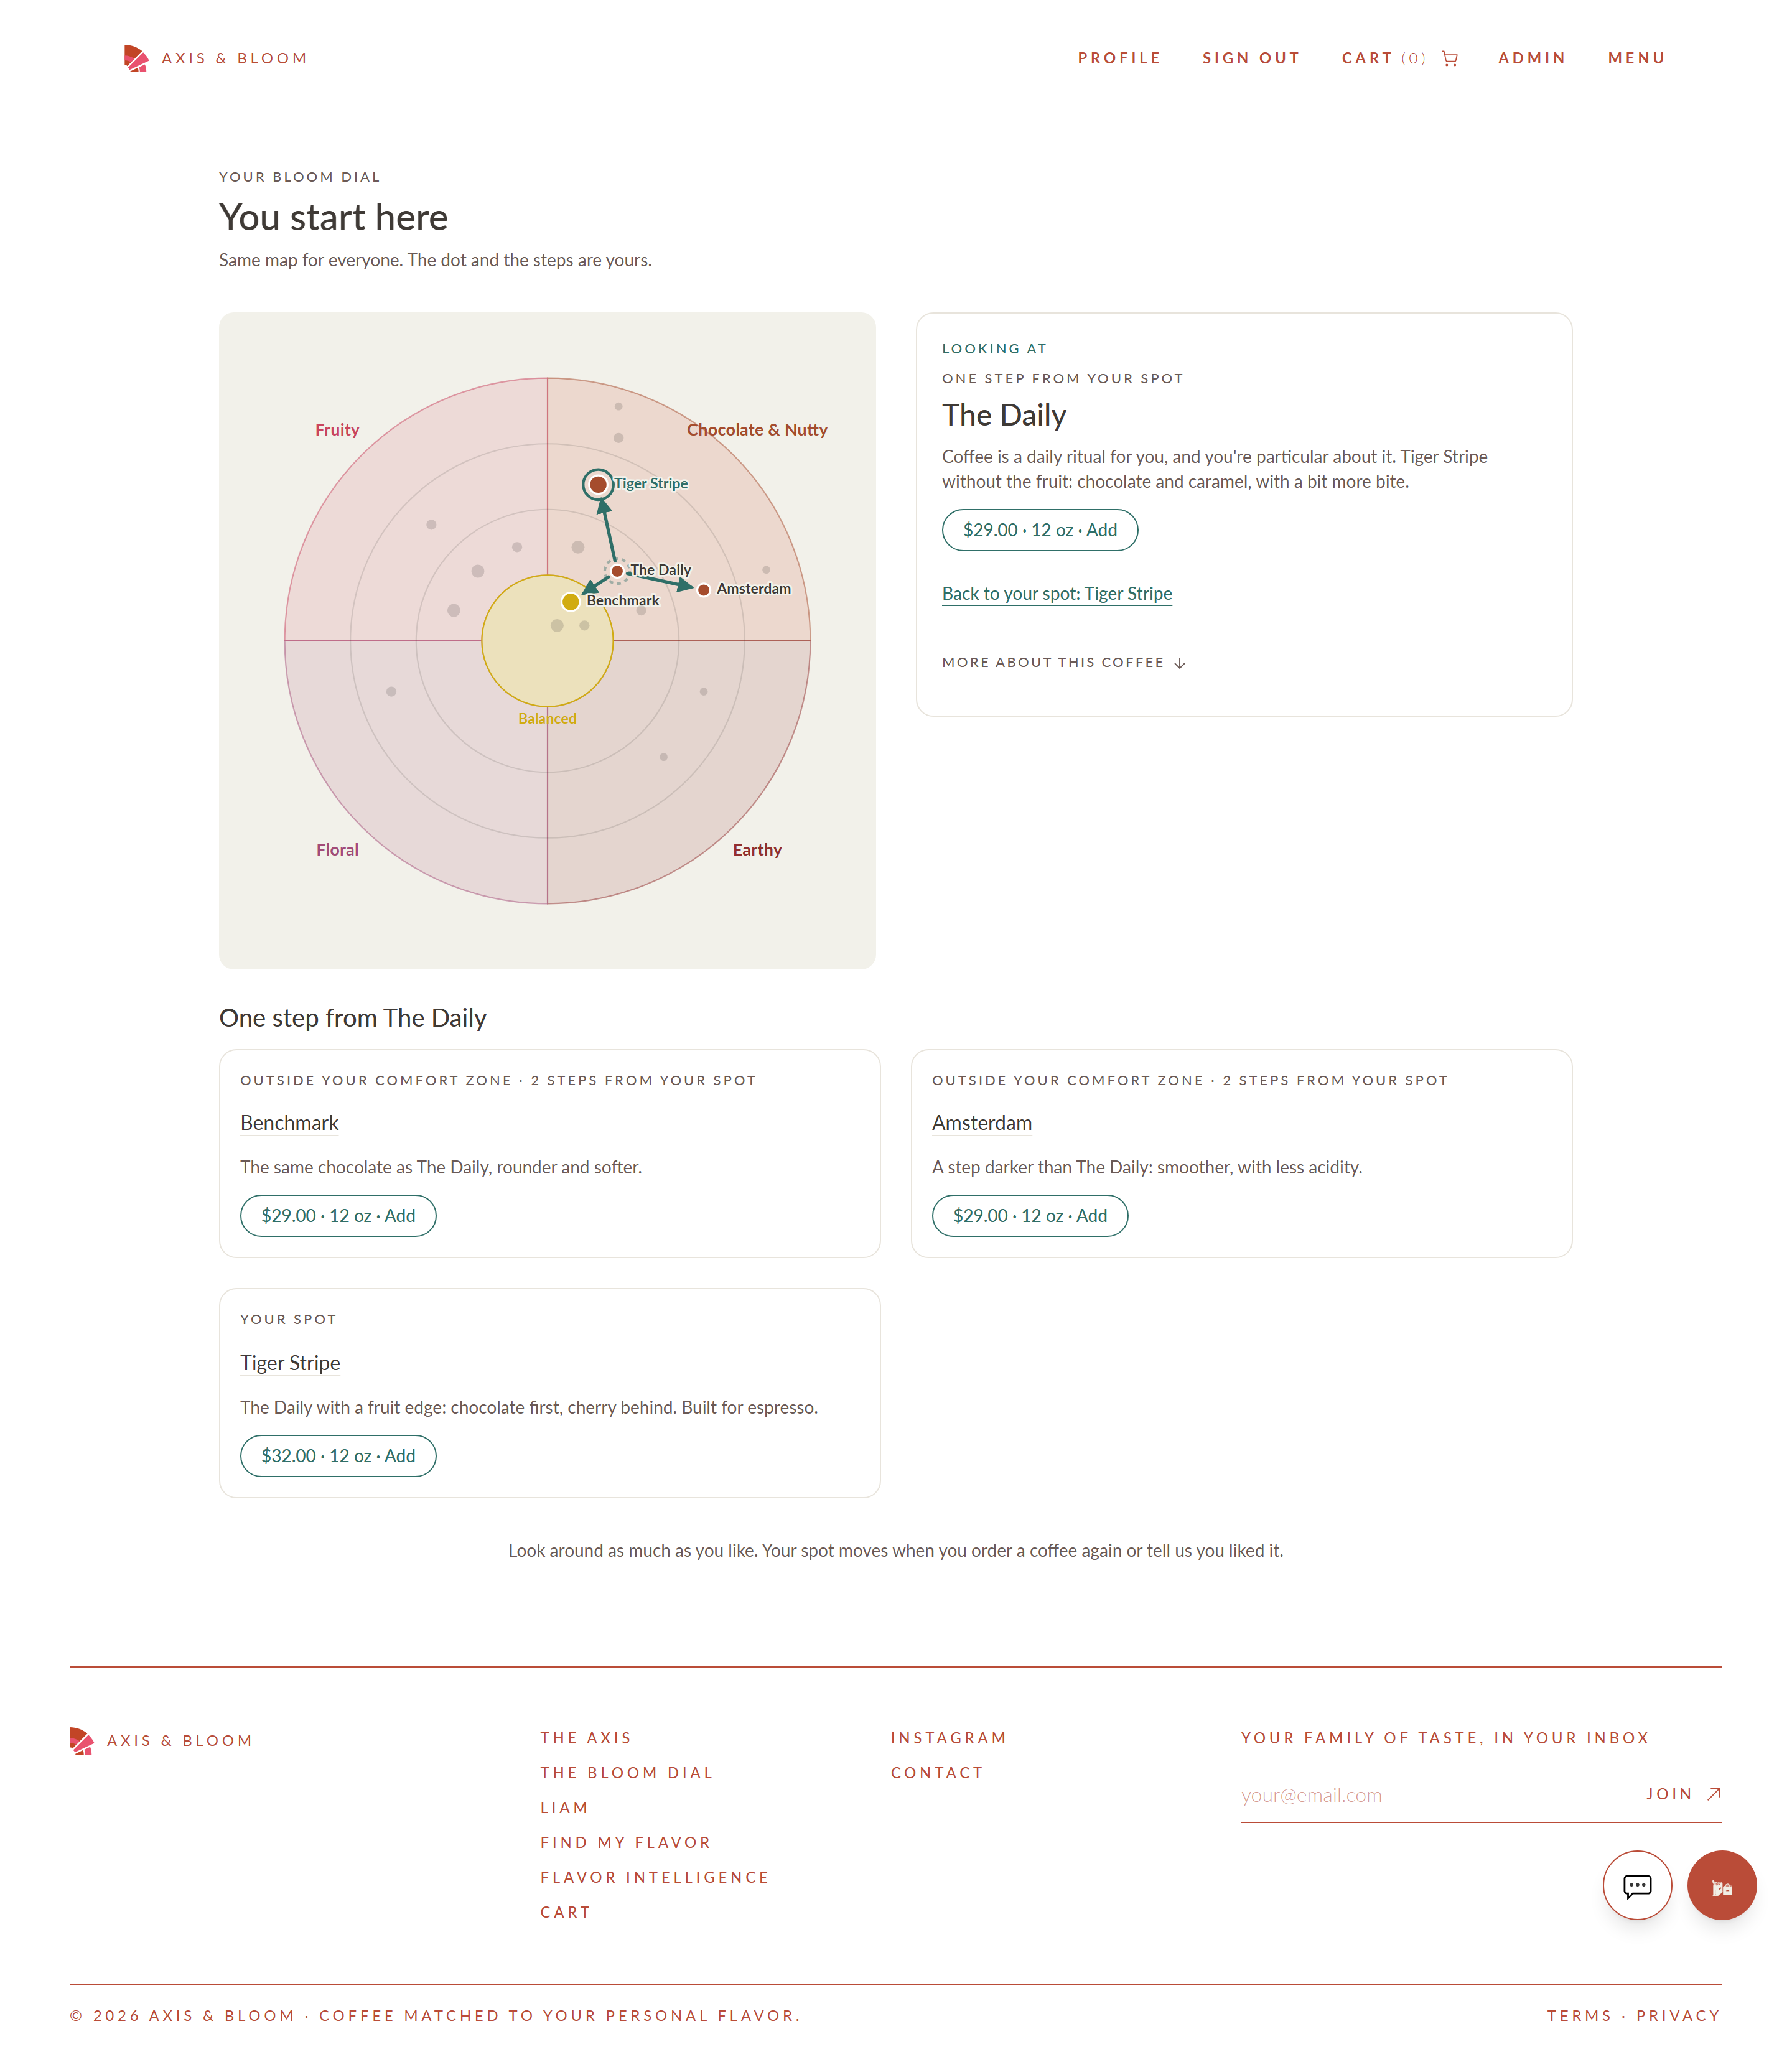 AXIS & BLOOM
PROFILE
SIGN OUT
CART (0)
ADMIN
MENU
YOUR BLOOM DIAL
You start here
Same map for everyone. The dot and the steps are yours.
Fruity
Chocolate & Nutty
Tiger Stripe
The Daily
Amsterdam
Benchmark
Balanced
Floral
Earthy
LOOKING AT
ONE STEP FROM YOUR SPOT
The Daily
Coffee is a daily ritual for you, and you're particular about it. Tiger Stripe
without the fruit: chocolate and caramel, with a bit more bite.
$29.00 · 12 oz · Add
Back to your spot: Tiger Stripe
MORE ABOUT THIS COFFEE ↓
One step from The Daily
OUTSIDE YOUR COMFORT ZONE · 2 STEPS FROM YOUR SPOT
Benchmark
The same chocolate as The Daily, rounder and softer.
$29.00 · 12 oz · Add
OUTSIDE YOUR COMFORT ZONE · 2 STEPS FROM YOUR SPOT
Amsterdam
A step darker than The Daily: smoother, with less acidity.
$29.00 · 12 oz · Add
YOUR SPOT
Tiger Stripe
The Daily with a fruit edge: chocolate first, cherry behind. Built for espresso.
$32.00 · 12 oz · Add
Look around as much as you like. Your spot moves when you order a coffee again or tell us you liked it.
AXIS & BLOOM
THE AXIS
THE BLOOM DIAL
LIAM
FIND MY FLAVOR
FLAVOR INTELLIGENCE
CART
INSTAGRAM
CONTACT
YOUR FAMILY OF TASTE, IN YOUR INBOX
your@email.com
JOIN
© 2026 AXIS & BLOOM · COFFEE MATCHED TO YOUR PERSONAL FLAVOR.
TERMS · PRIVACY